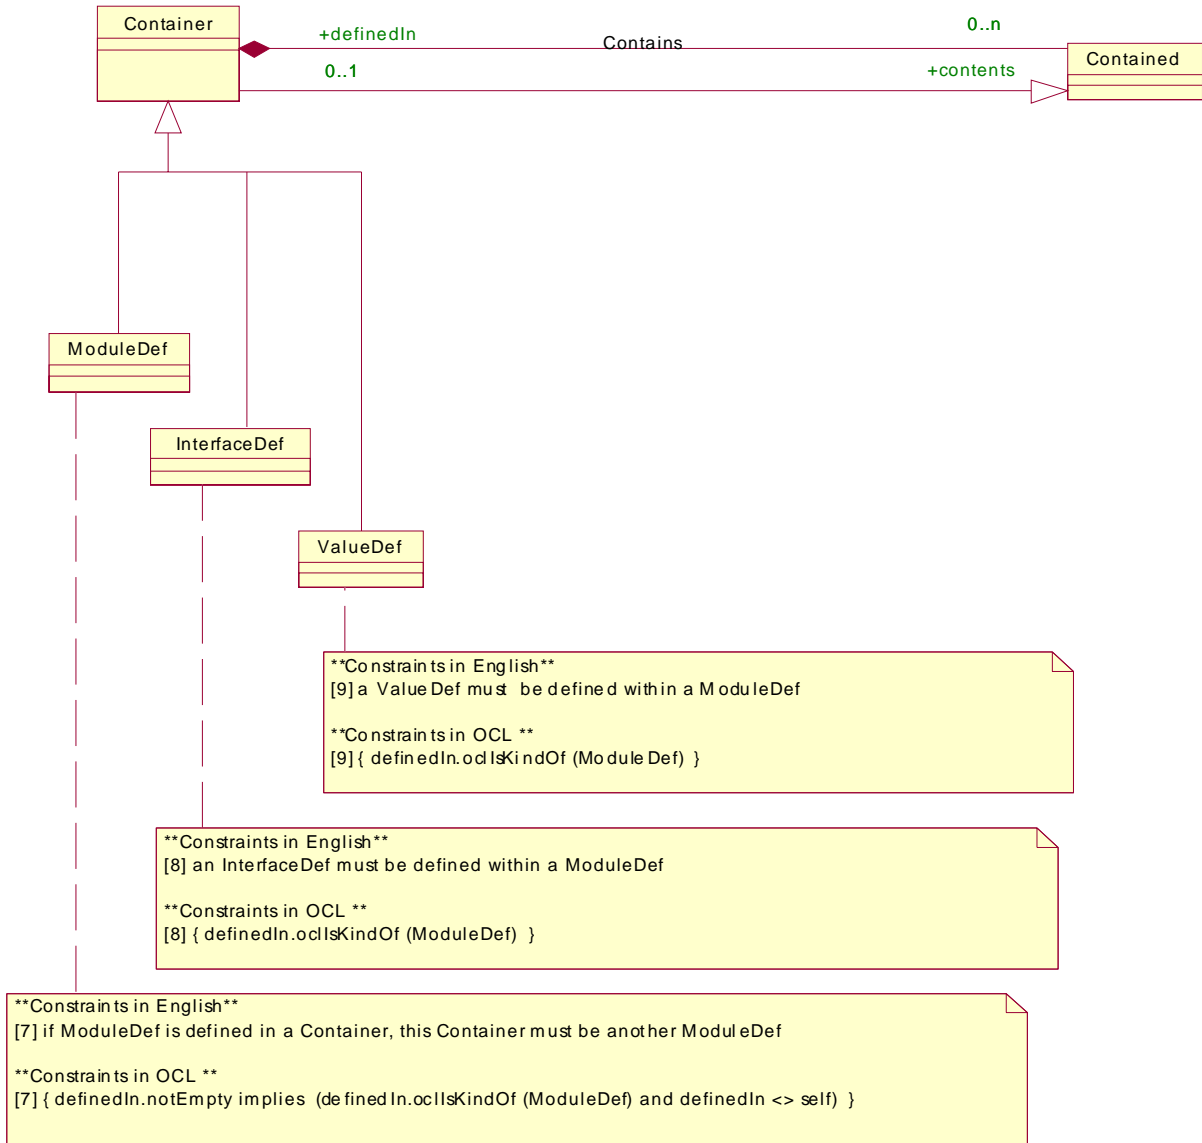 Container
+definedIn
0..n
Contains
Contained
0..1
+contents
ModuleDef
InterfaceDef
ValueDef
**Constraints in English**
[9] a ValueDef must be defined within a ModuleDef
**Constraints in OCL **
[9] { definedIn.oclIsKindOf (ModuleDef) }
**Constraints in English**
[8] an InterfaceDef must be defined within a ModuleDef
**Constraints in OCL **
[8] { definedIn.oclIsKindOf (ModuleDef) }
**Constraints in English**
[7] if ModuleDef is defined in a Container, this Container must be another ModuleDef
**Constraints in OCL **
[7] { definedIn.notEmpty implies (definedIn.oclIsKindOf (ModuleDef) and definedIn <> self) }